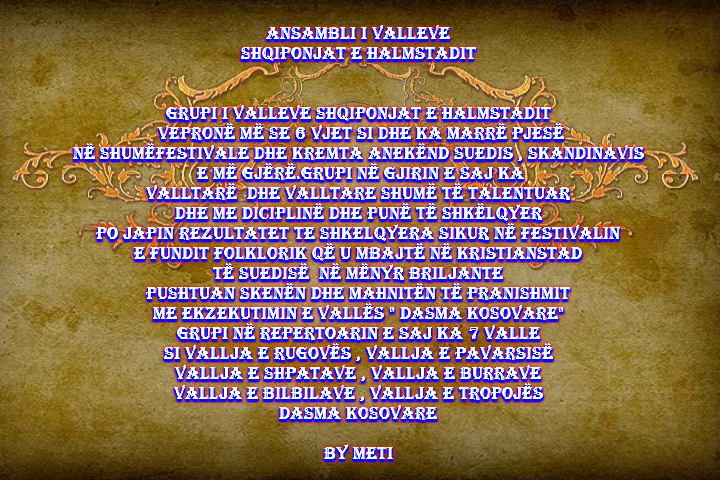 ANSAMBLI I VALLEVE
SHQIPONJAT E HALMSTADIT
GRUPI I VALLEVE SHQIPONJAT E HALMSTADIT
VEPRONË MË SE 6 VJET SI DHE KA MARRË PJESË
NË SHUMËFESTIVALE DHE KREMTA ANEKËND SUEDIS , SKANDINAVIS
E MË GJËRË.GRUPI NË GJIRIN E SAJ KA
VALLTARË DHE VALLTARE SHUMË TË TALENTUAR
DHE ME DICIPLINË DHE PUNË TË SHKËLQYER
PO JAPIN REZULTATET TE SHKELQYERA SIKUR NË FESTIVALIN
E FUNDIT FOLKLORIK QË U MBAJTË NË KRISTIANSTAD
TË SUEDISË NË MËNYR BRILJANTE
PUSHTUAN SKENËN DHE MAHNITËN TË PRANISHMIT
ME EKZEKUTIMIN E VALLËS " DASMA KOSOVARE"
GRUPI NË REPERTOARIN E SAJ KA 7 VALLE
SI VALLJA E RUGOVËS , VALLJA E PAVARSISË
VALLJA E SHPATAVE , VALLJA E BURRAVE
VALLJA E BILBILAVE , VALLJA E TROPOJËS
DASMA KOSOVARE
BY METI